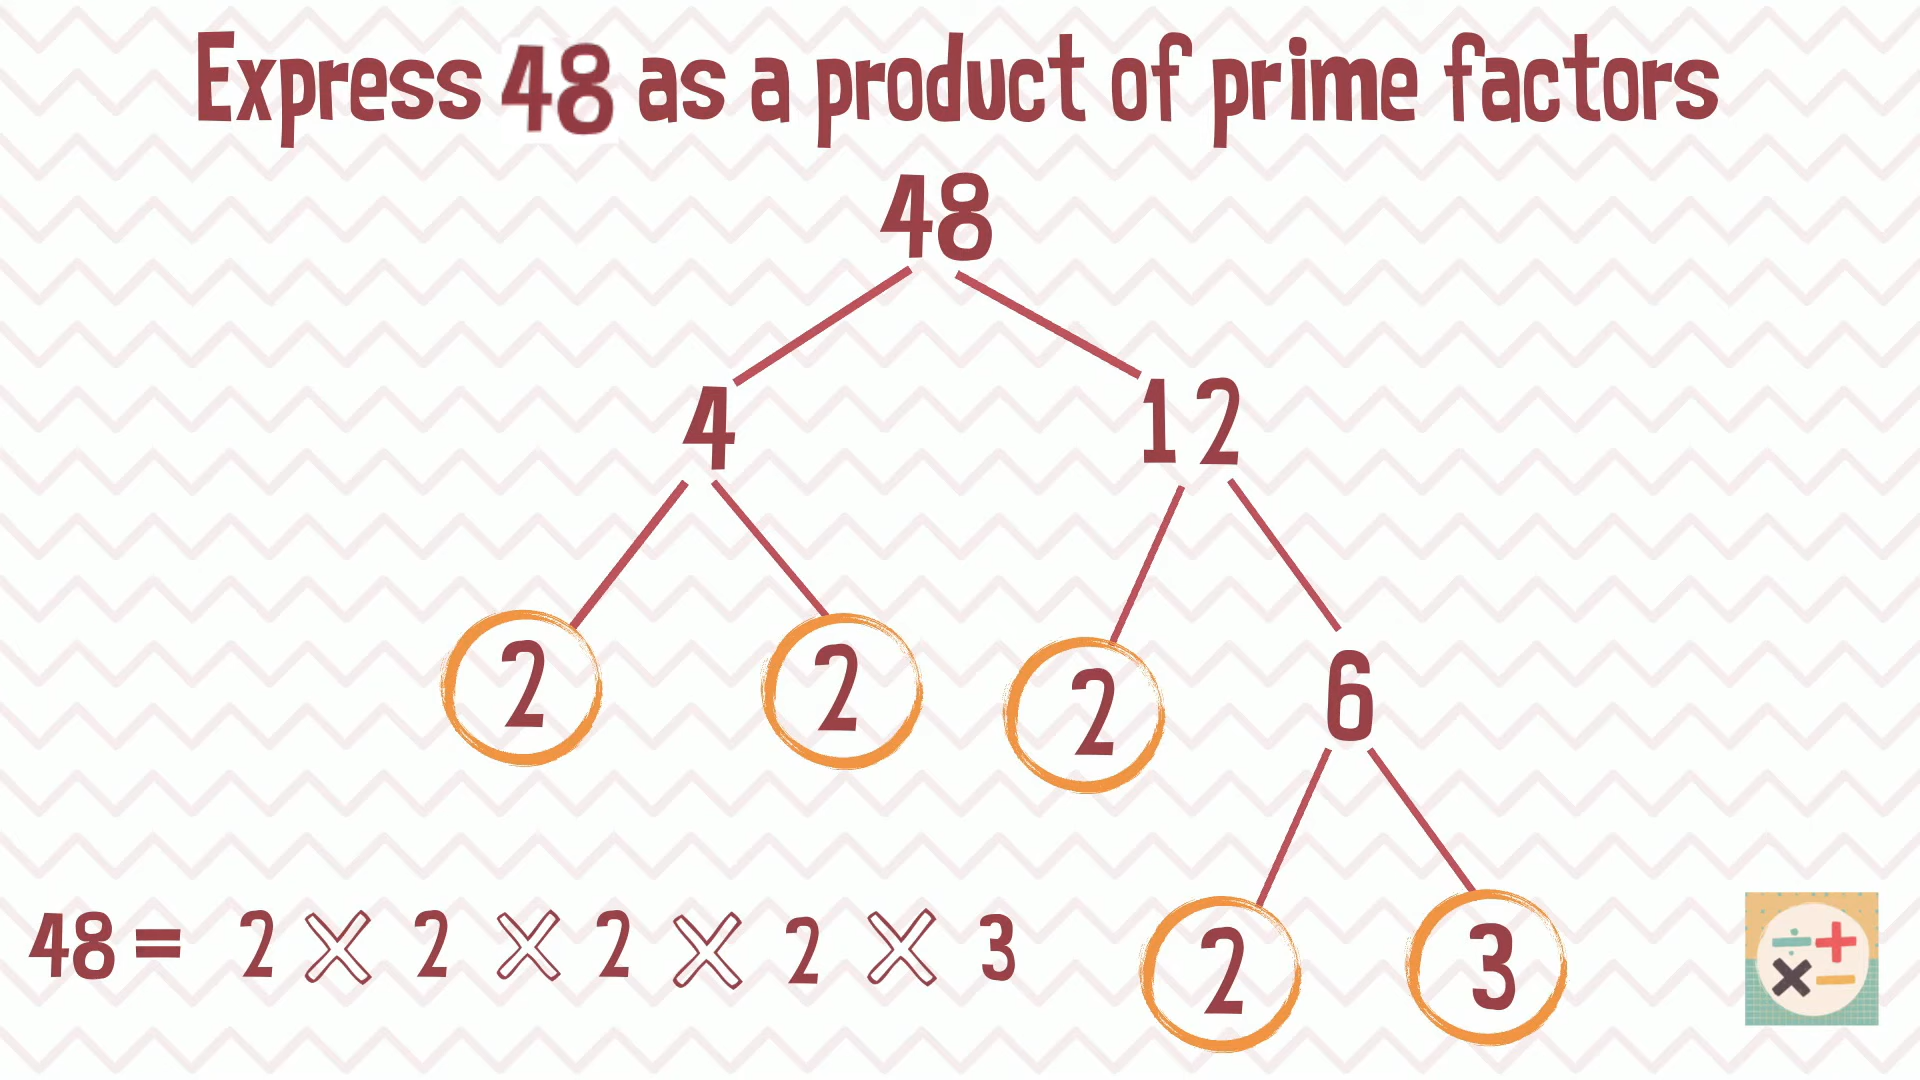 Express 48 as a product of prime factors
48
4 12
2 2 2 6
48 = 2 × 2 × 2 × 2 × 3
2 3